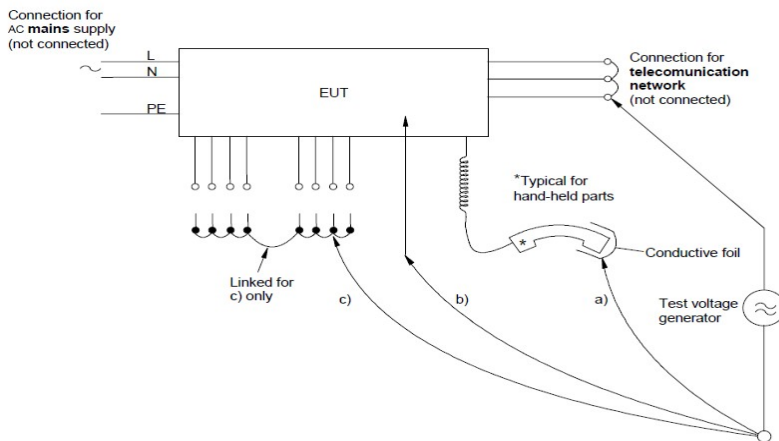 Connection for
AC mains supply
(not connected)
L
N
PE
EUT
Connection for
telecomunication
network
(not connected)
*Typical for
hand-held parts
*
Conductive foil
Linked for
c) only
c)
b)
a)
Test voltage
generator